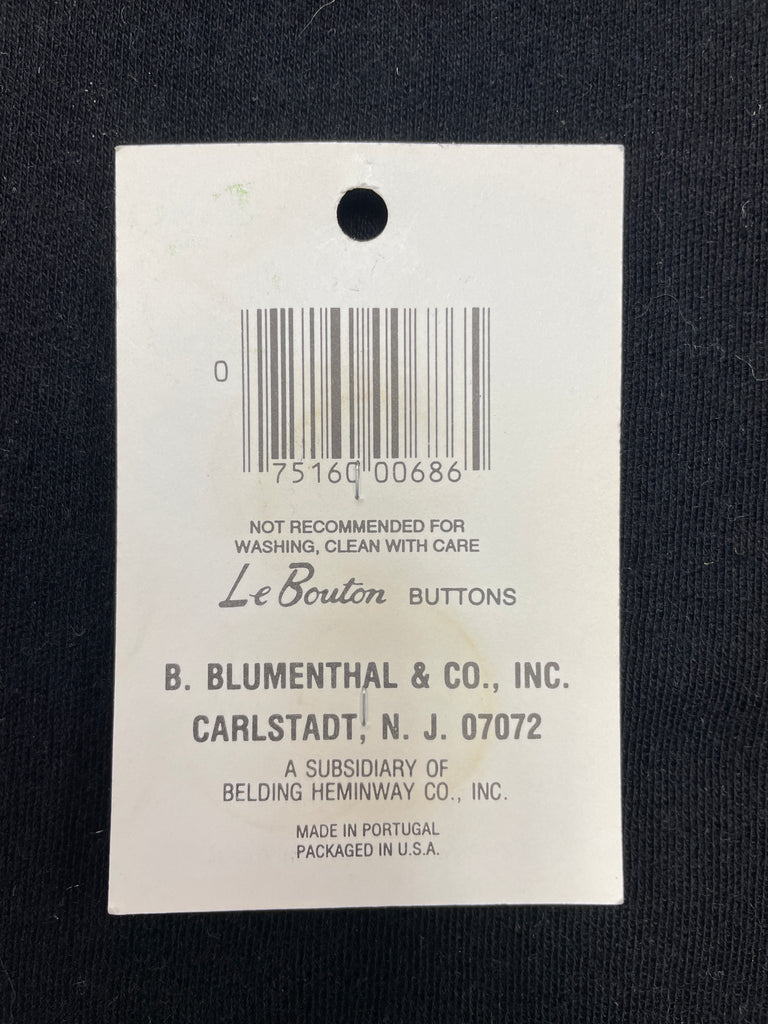 0
75160 00686
NOT RECOMMENDED FOR
WASHING, CLEAN WITH CARE
Le Bouton BUTTONS
B. BLUMENTHAL & CO., INC.
CARLSTADT, N. J. 07072
A SUBSIDIARY OF
BELDING HEMINWAY CO., INC.
MADE IN PORTUGAL
PACKAGED IN U.S.A.